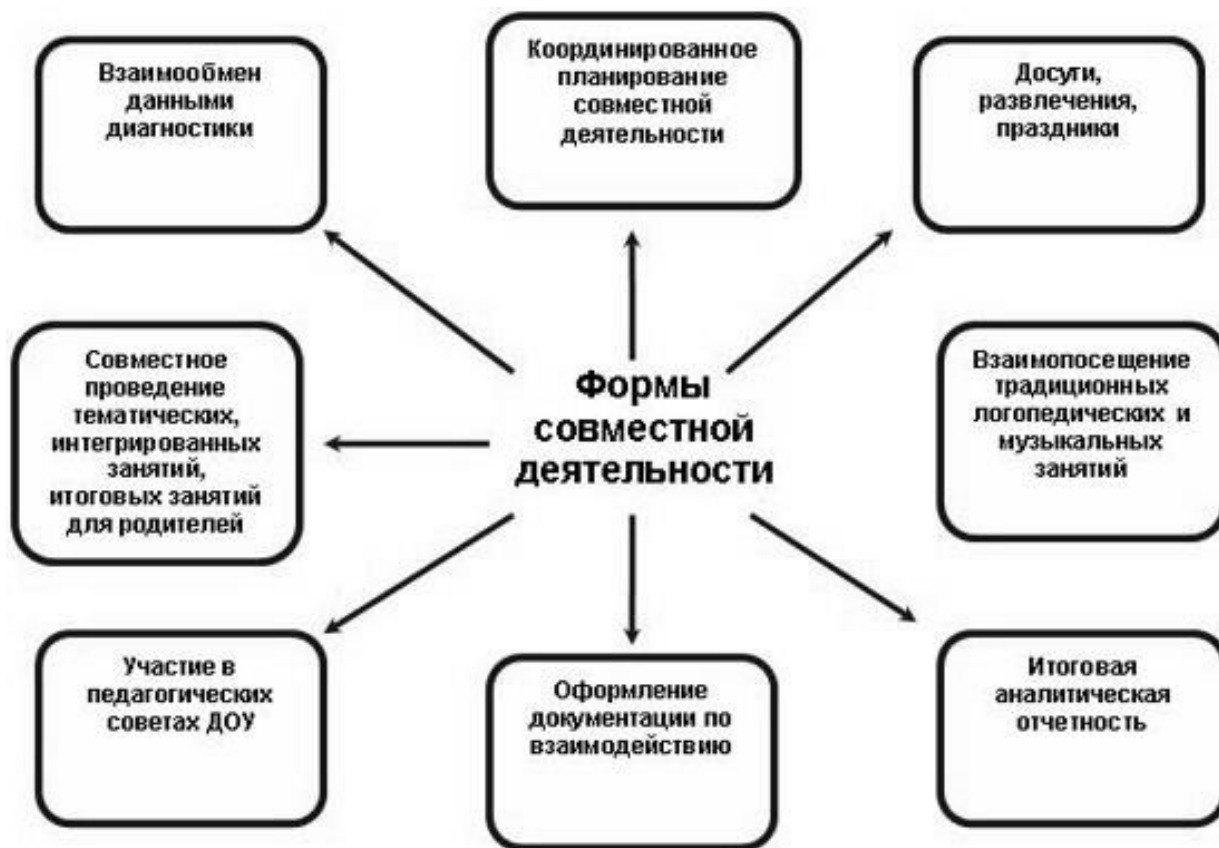 Взаимообмен
данными
диагностики
Координированное
планирование
совместной
деятельности
Досуги,
развлечения,
праздники
Совместное
проведение
тематических,
интегрированных
занятий,
итоговых занятий
для родителей
Формы
совместной
деятельности
Взаимопосещение
традиционных
логопедических и
музыкальных
занятий
Участие в
педагогических
советах ДОУ
Оформление
документации по
взаимодействию
Итоговая
аналитическая
отчетность